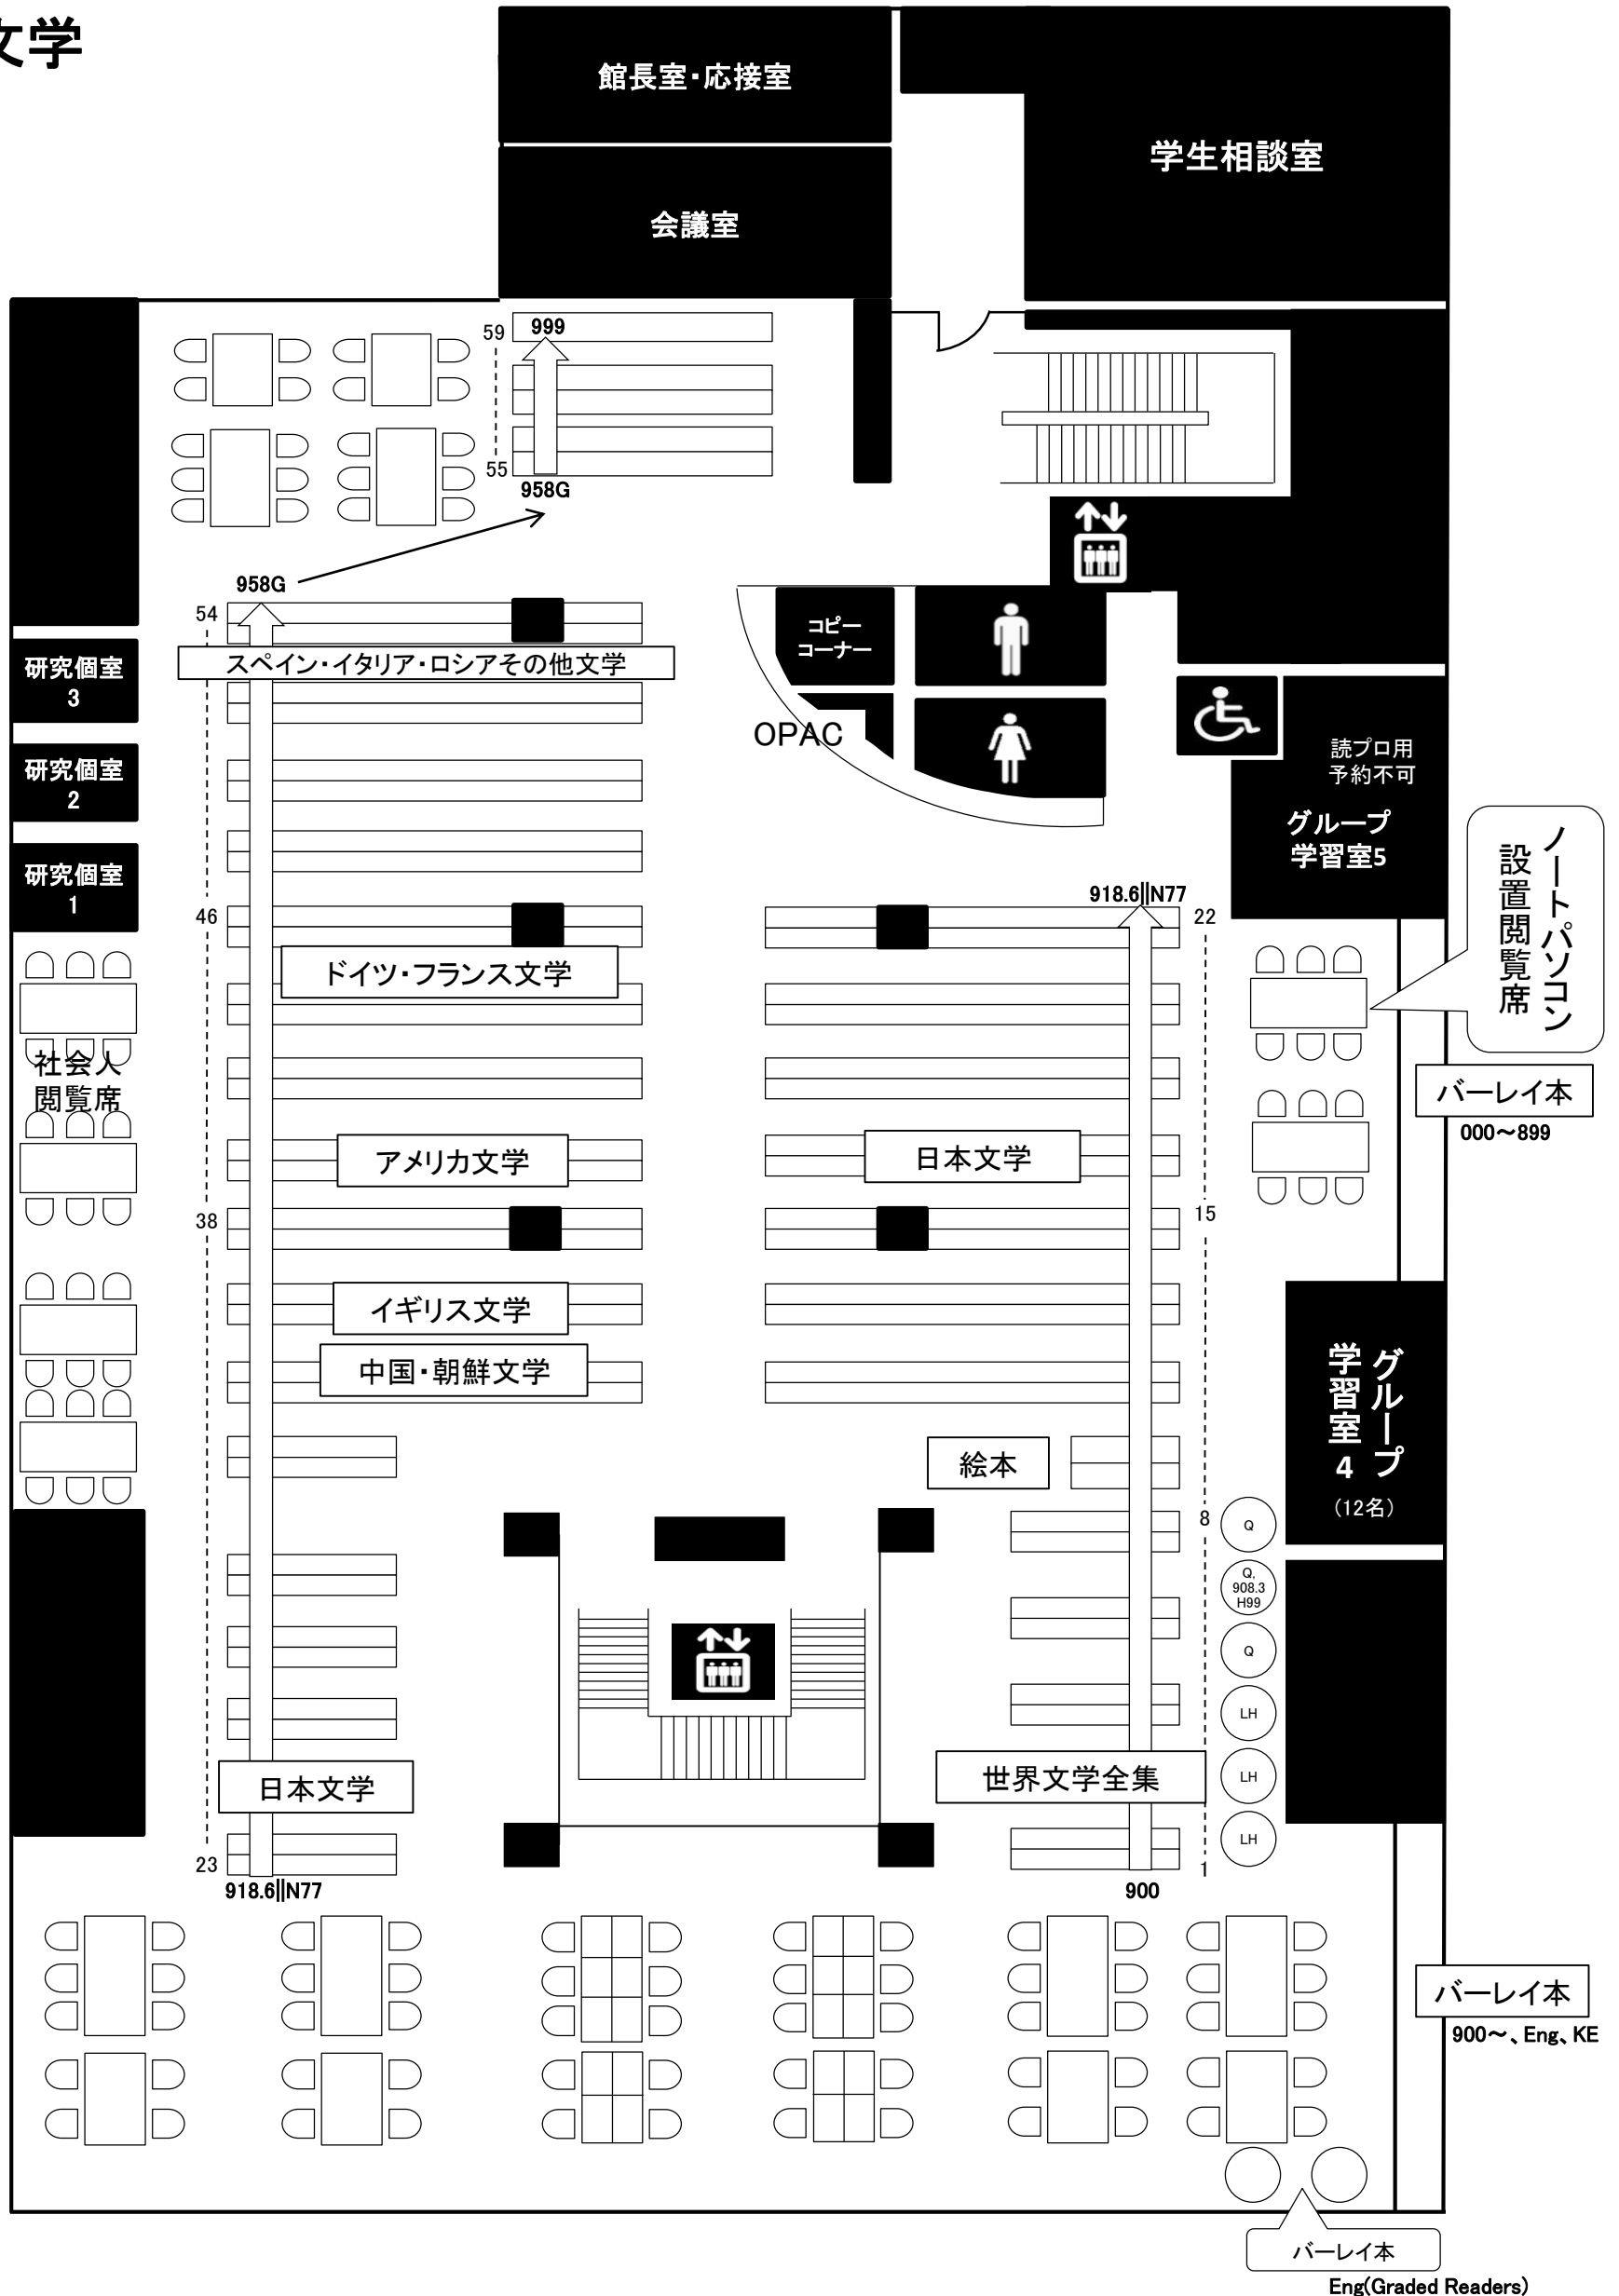 文学
館長室・応接室
会議室
学生相談室
59
999
55
958G
958G
54
スペイン・イタリア・ロシアその他文学
研究個室
3
研究個室
2
研究個室
1
コピー
コーナー
OPAC
読プロ用
予約不可
グループ
学習室5
ノートパソコン
設置閲覧席
918.6||N77
46
22
ドイツ・フランス文学
社会人
閲覧席
バーレイ本
000～899
アメリカ文学
日本文学
38
15
イギリス文学
中国・朝鮮文学
グループ
学習室4
（12名）
絵本
8
Q
Q,
908.3
H99
Q
LH
LH
LH
日本文学
世界文学全集
23
1
918.6||N77
900
バーレイ本
900～、Eng、KE
バーレイ本
Eng(Graded Readers)